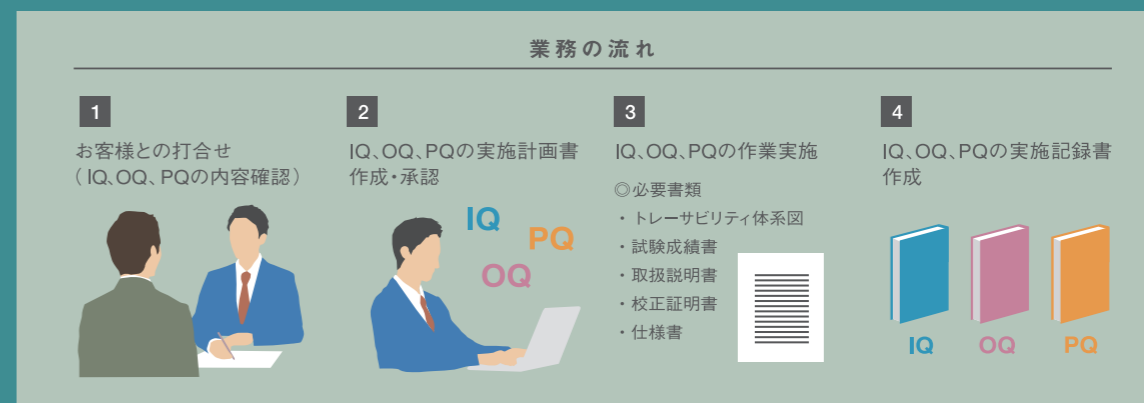 業務の流れ
1
お客様との打合せ
（IQ、OQ、PQの内容確認）
2
IQ、OQ、PQの実施計画書
作成・承認
IQ
PQ
OQ
3
IQ、OQ、PQの作業実施
◎必要書類
・トレーサビリティ体系図
・試験成績書
・取扱説明書
・校正証明書
・仕様書
4
IQ、OQ、PQの実施記録書
作成
IQ
OQ
PQ